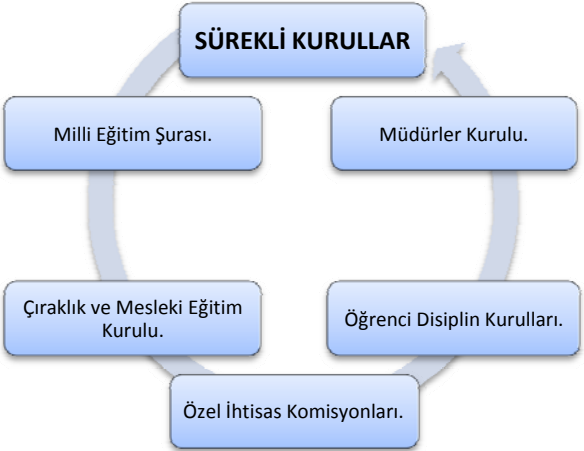 SÜREKLİ KURULLAR
Milli Eğitim Şurası.
Müdürler Kurulu.
Çıraklık ve Mesleki Eğitim
Kurulu.
Öğrenci Disiplin Kurulları.
Özel İhtisas Komisyonları.